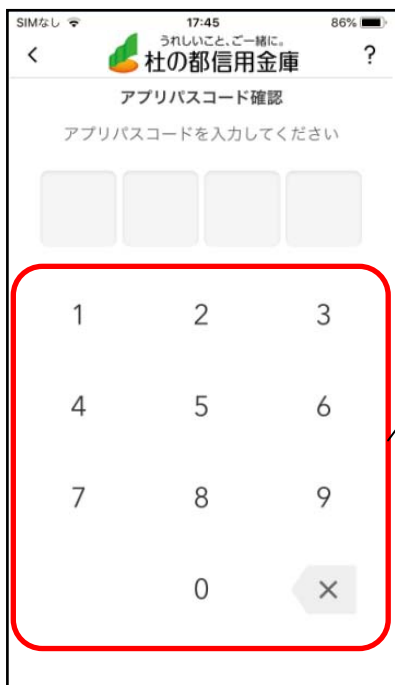 SIMなし 17:45 86%
うれしいこと、ご一緒に。
< 杜の都信用金庫 ?
アプリパスコード確認
アプリパスコードを入力してください
1 2 3
4 5 6
7 8 9
0 ×